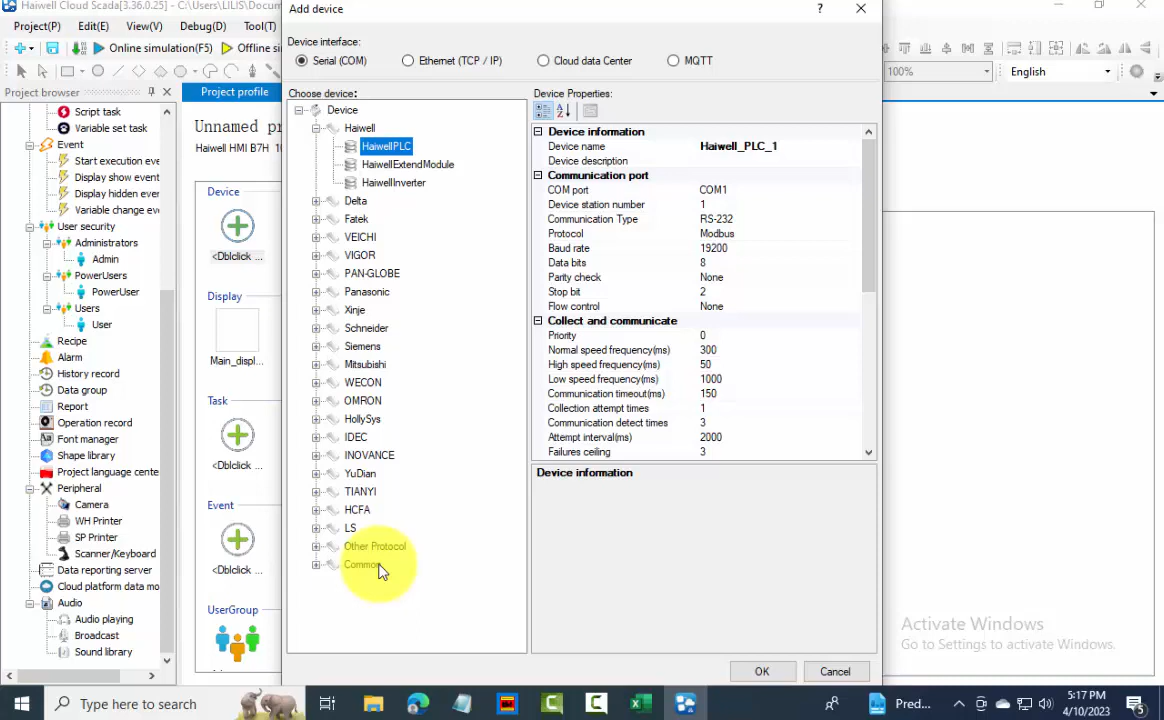 Haiwell Cloud Scada[3.36.0.25] - C:\Users\LILIS\Docum
Add device
?
Project(P) Edit(E) View(V) Debug(D) Tool(T)
Online simulation(F5) Offline si
100% English
Project browser
Project profile
Script task
Variable set task
Event
Start execution eve
Display show event
Display hidden even
Variable change ev
User security
Administrators
Admin
PowerUsers
PowerUser
Users
User
Recipe
Alarm
History record
Data group
Report
Operation record
Font manager
Shape library
Project language cente
Peripheral
Camera
WH Printer
SP Printer
Scanner/Keyboard
Data reporting server
Cloud platform data mo
Audio
Audio playing
Broadcast
Sound library
Unnamed pr
Haiwell HMI B7H 10
Device
<Dblclick ...
Display
Main_displ...
Task
<Dblclick ...
Event
<Dblclick ...
UserGroup
Device interface:
Serial (COM) Ethernet (TCP / IP) Cloud data Center MQTT
Choose device:
Device
Haiwell
HaiwellPLC
HaiwellExtendModule
HaiwellInverter
Delta
Fatek
VEICHI
VIGOR
PAN-GLOBE
Panasonic
Xinje
Schneider
Siemens
Mitsubishi
WECON
OMRON
HollySys
IDEC
INOVANCE
YuDian
TIANYI
HCFA
LS
Other Protocol
Common
Device Properties:
Device information
Device name Haiwell_PLC_1
Device description
Communication port
COM port COM1
Device station number 1
Communication Type RS-232
Protocol Modbus
Baud rate 19200
Data bits 8
Parity check None
Stop bit 2
Flow control None
Collect and communicate
Priority 0
Normal speed frequency(ms) 300
High speed frequency(ms) 50
Low speed frequency(ms) 1000
Communication timeout(ms) 150
Collection attempt times 1
Communication detect times 3
Attempt interval(ms) 2000
Failures ceiling 3
Device information
OK Cancel
Activate Windows
Go to Settings to activate Windows.
Type here to search
Pred...
5:17 PM
4/10/2023
5